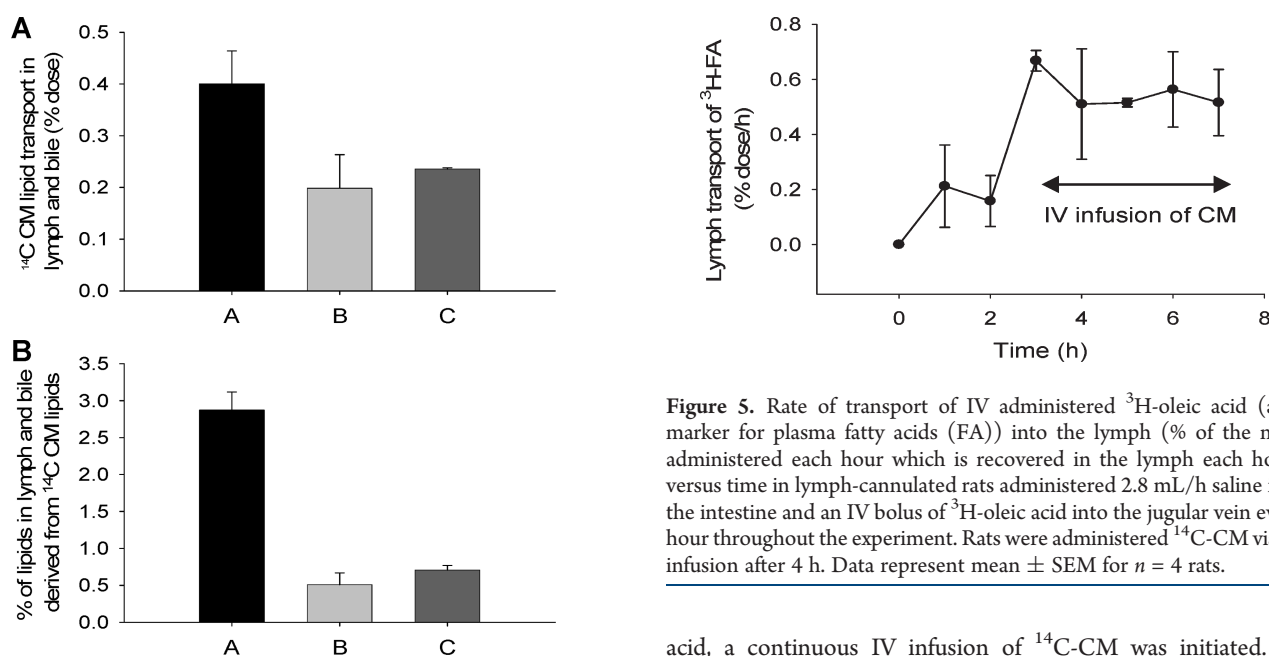 A
¹⁴C CM lipid transport in
lymph and bile (% dose)
0.5
0.4
0.3
0.2
0.1
0.0
A B C
B
% of lipids in lymph and bile
derived from ¹⁴C CM lipids
3.5
3.0
2.5
2.0
1.5
1.0
0.5
0.0
A B C
Lymph transport of ³H-FA
(% dose/h)
0.8
0.6
0.4
0.2
0.0
IV infusion of CM
0 2 4 6 8
Time (h)
Figure 5. Rate of transport of IV administered ³H-oleic acid
marker for plasma fatty acids (FA)) into the lymph (% of the
administered each hour which is recovered in the lymph each
versus time in lymph-cannulated rats administered 2.8 mL/h saline
the intestine and an IV bolus of ³H-oleic acid into the jugular vein
hour throughout the experiment. Rats were administered ¹⁴C-CM
infusion after 4 h. Data represent mean ± SEM for n = 4 rats.
acid, a continuous IV infusion of ¹⁴C-CM was initiated.